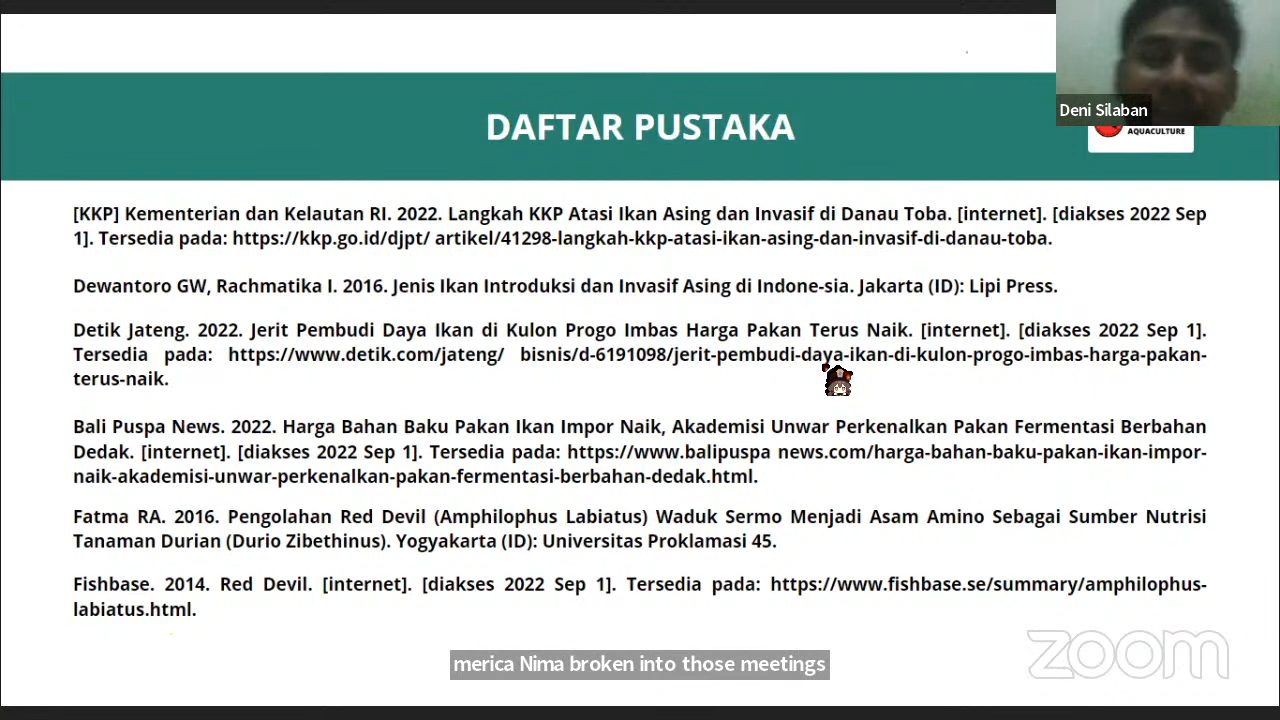 DAFTAR PUSTAKA
Deni Silaban
AQUACULTURE
[KKP] Kementerian dan Kelautan RI. 2022. Langkah KKP Atasi Ikan Asing dan Invasif di Danau Toba. [internet]. [diakses 2022 Sep
1]. Tersedia pada: https://kkp.go.id/djpt/ artikel/41298-langkah-kkp-atasi-ikan-asing-dan-invasif-di-danau-toba.
Dewantoro GW, Rachmatika I. 2016. Jenis Ikan Introduksi dan Invasif Asing di Indone-sia. Jakarta (ID): Lipi Press.
Detik Jateng. 2022. Jerit Pembudi Daya Ikan di Kulon Progo Imbas Harga Pakan Terus Naik. [internet]. [diakses 2022 Sep 1].
Tersedia pada: https://www.detik.com/jateng/ bisnis/d-6191098/jerit-pembudi-daya-ikan-di-kulon-progo-imbas-harga-pakan-
terus-naik.
Bali Puspa News. 2022. Harga Bahan Baku Pakan Ikan Impor Naik, Akademisi Unwar Perkenalkan Pakan Fermentasi Berbahan
Dedak. [internet]. [diakses 2022 Sep 1]. Tersedia pada: https://www.balipuspa news.com/harga-bahan-baku-pakan-ikan-impor-
naik-akademisi-unwar-perkenalkan-pakan-fermentasi-berbahan-dedak.html.
Fatma RA. 2016. Pengolahan Red Devil (Amphilophus Labiatus) Waduk Sermo Menjadi Asam Amino Sebagai Sumber Nutrisi
Tanaman Durian (Durio Zibethinus). Yogyakarta (ID): Universitas Proklamasi 45.
Fishbase. 2014. Red Devil. [internet]. [diakses 2022 Sep 1]. Tersedia pada: https://www.fishbase.se/summary/amphilophus-
labiatus.html.
merica Nima broken into those meetings
zoom